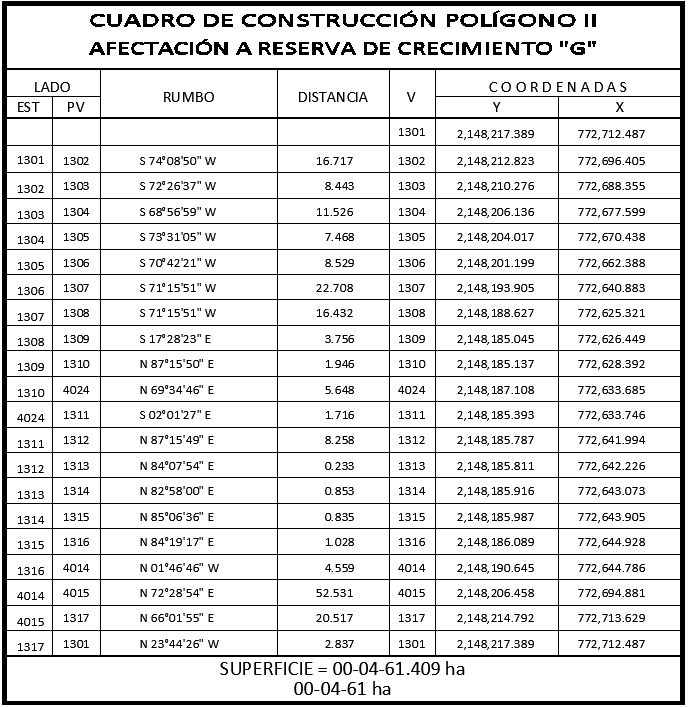 CUADRO DE CONSTRUCCIÓN POLÍGONO II
AFECTACIÓN A RESERVA DE CRECIMIENTO "G"
LADO RUMBO DISTANCIA V COORDENADAS
EST PV Y X
1301 2,148,217.389 772,712.487
1301 1302 S 74°08'50" W 16.717 1302 2,148,212.823 772,696.405
1302 1303 S 72°26'37" W 8.443 1303 2,148,210.276 772,688.355
1303 1304 S 68°56'59" W 11.526 1304 2,148,206.136 772,677.599
1304 1305 S 73°31'05" W 7.468 1305 2,148,204.017 772,670.438
1305 1306 S 70°42'21" W 8.529 1306 2,148,201.199 772,662.388
1306 1307 S 71°15'51" W 22.708 1307 2,148,193.905 772,640.883
1307 1308 S 71°15'51" W 16.432 1308 2,148,188.627 772,625.321
1308 1309 S 17°28'23" E 3.756 1309 2,148,185.045 772,626.449
1309 1310 N 87°15'50" E 1.946 1310 2,148,185.137 772,628.392
1310 4024 N 69°34'46" E 5.648 4024 2,148,187.108 772,633.685
4024 1311 S 02°01'27" E 1.716 1311 2,148,185.393 772,633.746
1311 1312 N 87°15'49" E 8.258 1312 2,148,185.787 772,641.994
1312 1313 N 84°07'54" E 0.233 1313 2,148,185.811 772,642.226
1313 1314 N 82°58'00" E 0.853 1314 2,148,185.916 772,643.073
1314 1315 N 85°06'36" E 0.835 1315 2,148,185.987 772,643.905
1315 1316 N 84°19'17" E 1.028 1316 2,148,186.089 772,644.928
1316 4014 N 01°46'46" W 4.559 4014 2,148,190.645 772,644.786
4014 4015 N 72°28'54" E 52.531 4015 2,148,206.458 772,694.881
4015 1317 N 66°01'55" E 20.517 1317 2,148,214.792 772,713.629
1317 1301 N 23°44'26" W 2.837 1301 2,148,217.389 772,712.487
SUPERFICIE = 00-04-61.409 ha
00-04-61 ha